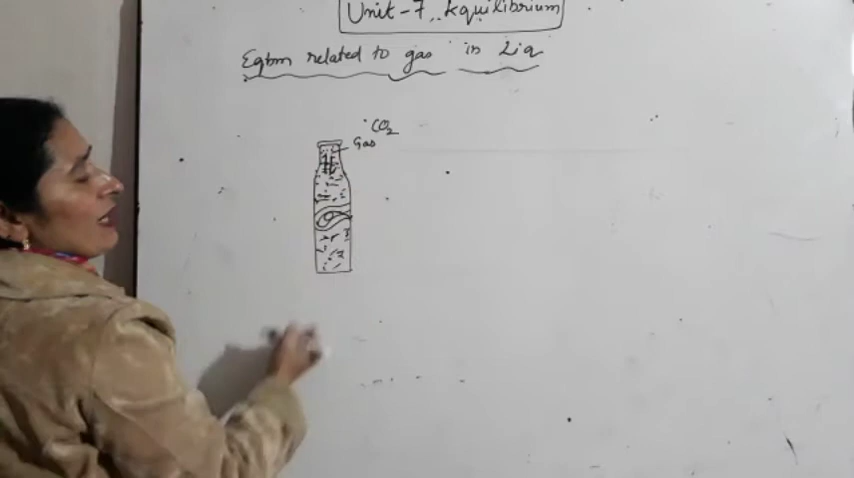 Unit-7 Equilibrium
Eqbm related to gas in Liq
CO₂
Gas